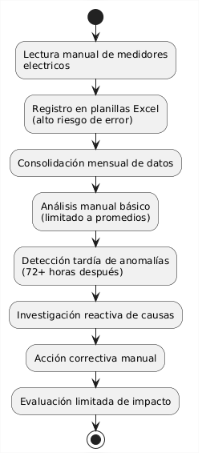 Lectura manual de medidores
electricos
Registro en planillas Excel
(alto riesgo de error)
Consolidación mensual de datos
Análisis manual básico
(limitado a promedios)
Detección tardía de anomalías
(72+ horas después)
Investigación reactiva de causas
Acción correctiva manual
Evaluación limitada de impacto